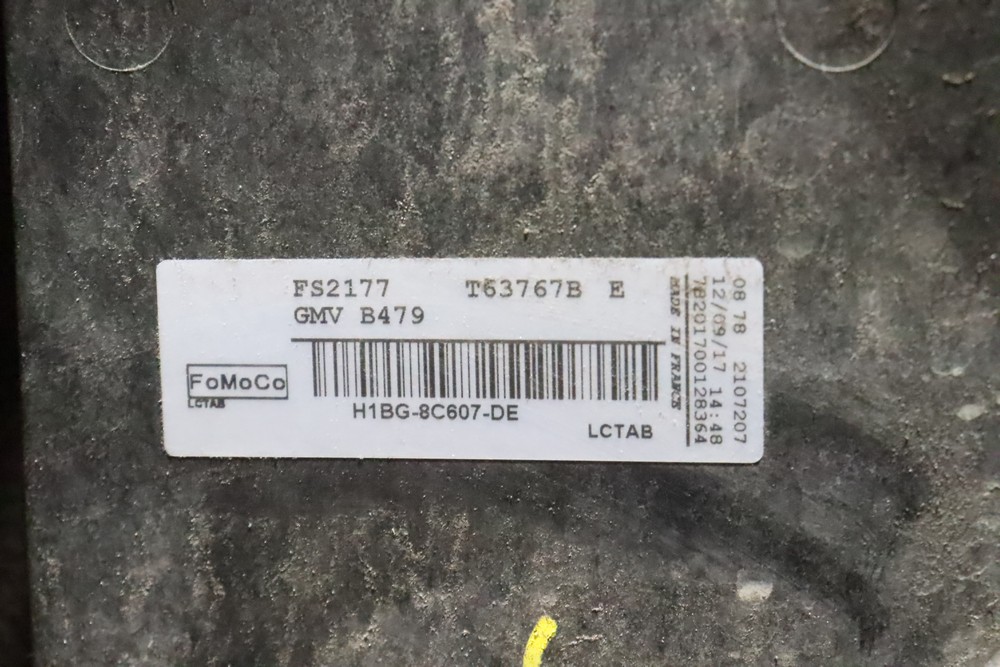 FS2177 T63767B E
GMV B479
FoMoCo
LCTAB
H1BG-8C607-DE
LCTAB
08 78 2107207
12/09/17 14:48
78201700128364
MADE IN FRANCE